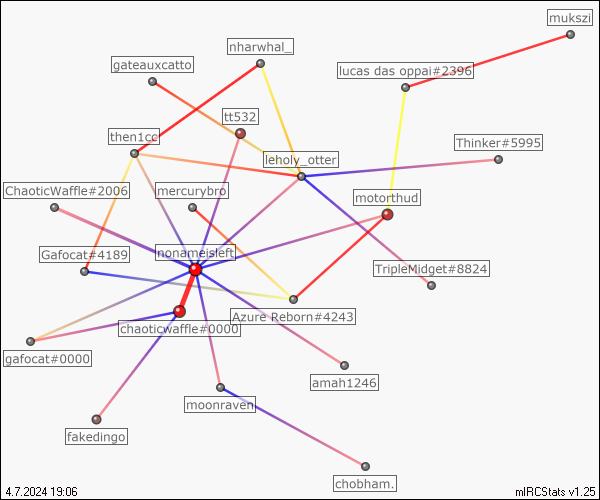 mukszi
nharwhal_
gateauxcatto
lucas das oppai#2396
tt532
then1cc
Thinker#5995
leholy_otter
ChaoticWaffle#2006
mercurybro
motorthud
nonameisleft
Gafocat#4189
TripleMidget#8824
Azure Reborn#4243
chaoticwaffle#0000
gafocat#0000
amah1246
moonraven
fakedingo
chobham.
4.7.2024 19:06
mIRCStats v1.25